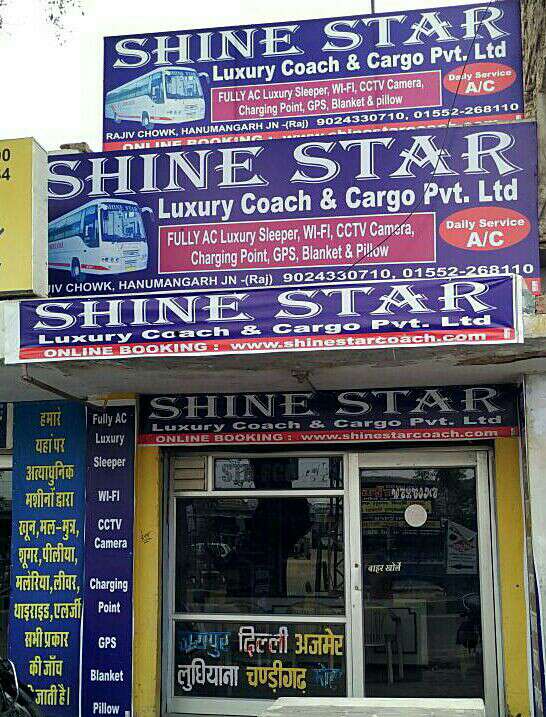 SHINE STAR
Luxury Coach & Cargo Pvt. Ltd
FULLY AC Luxury Sleeper, WI-FI, CCTV Camera,
Charging Point, GPS, Blanket & pillow
Daily Service
A/C
RAJIV CHOWK, HANUMANGARH JN -(Raj) 9024330710, 01552-268110
ONLINE BOOKING : www.shinestarcoach.com
SHINE STAR
Luxury Coach & Cargo Pvt. Ltd
FULLY AC Luxury Sleeper, WI-FI, CCTV Camera,
Charging Point, GPS, Blanket & Pillow
Daily Service
A/C
JIV CHOWK, HANUMANGARH JN -(Raj) 9024330710, 01552-268110
SHINE STAR
Luxury Coach & Cargo Pvt. Ltd
ONLINE BOOKING : www.shinestarcoach.com
SHINE STAR
Luxury Coach & Cargo Pvt. Ltd
ONLINE BOOKING : www.shinestarcoach.com
हमारे
यहां पर
अत्याधुनिक
मशीनों द्वारा
खून, मल-मूत्र,
शूगर, पीलीया,
मलेरिया, लीवर,
थाइराइड, एलर्जी
सभी प्रकार
की जाँच
जाती है।
Fully AC
Luxury
Sleeper
WI-FI
CCTV
Camera
Charging
Point
GPS
Blanket
Pillow
बाहर खोलें
जयपुर दिल्ली अजमेर
लुधियाना चण्डीगढ़